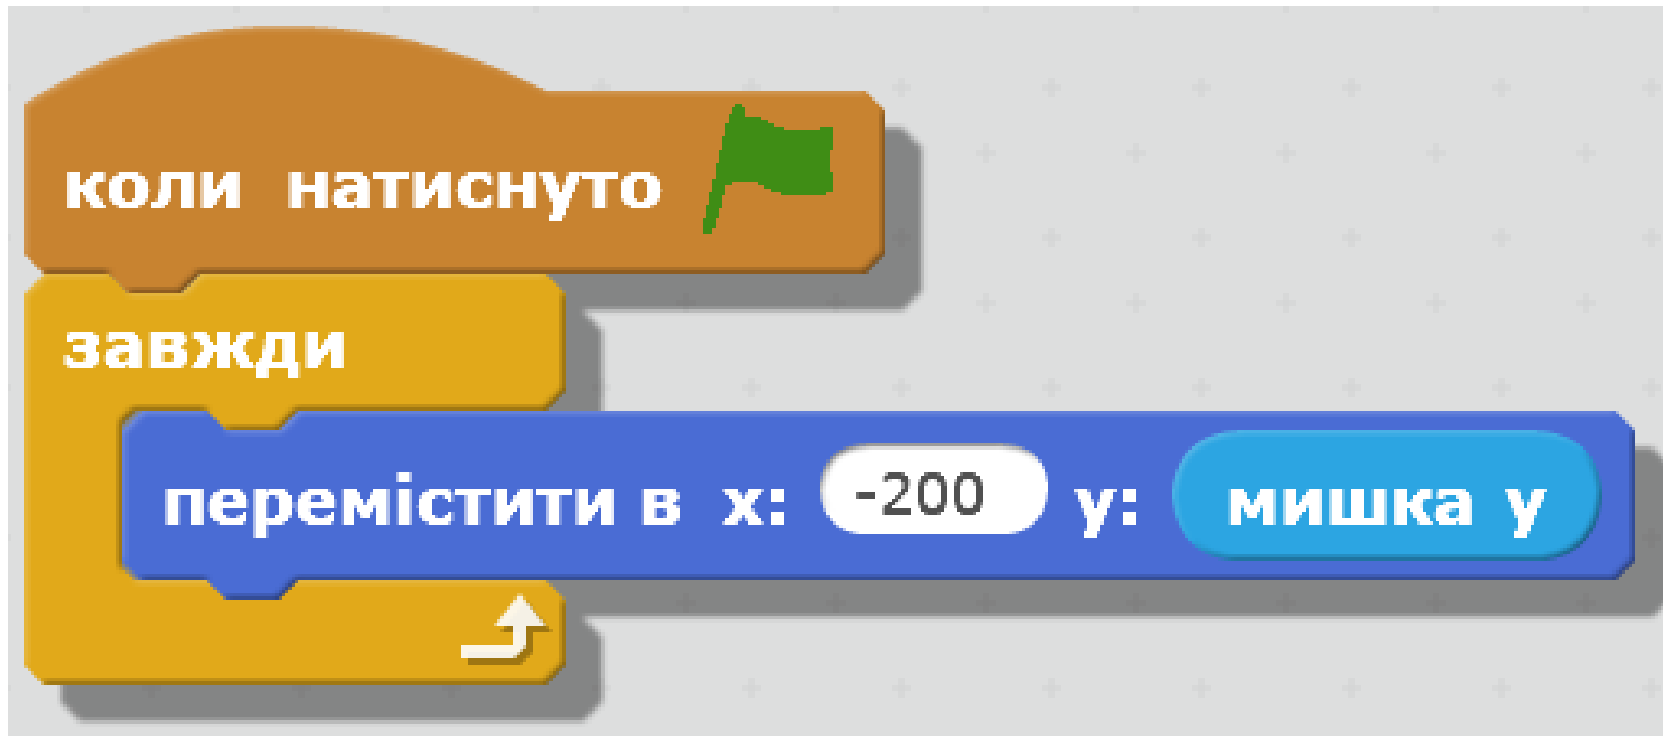 коли натиснуто
завжди
перемістити в x: -200 y: мишка y